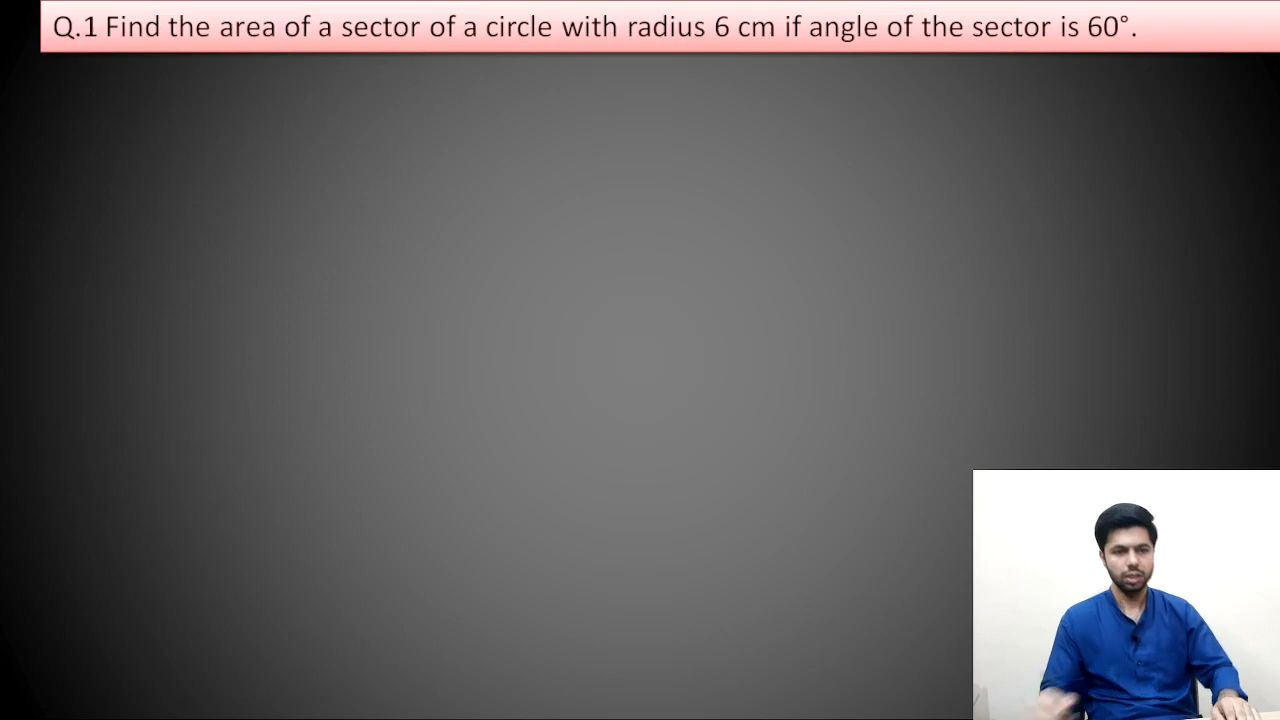 Q.1 Find the area of a sector of a circle with radius 6 cm if angle of the sector is 60°.